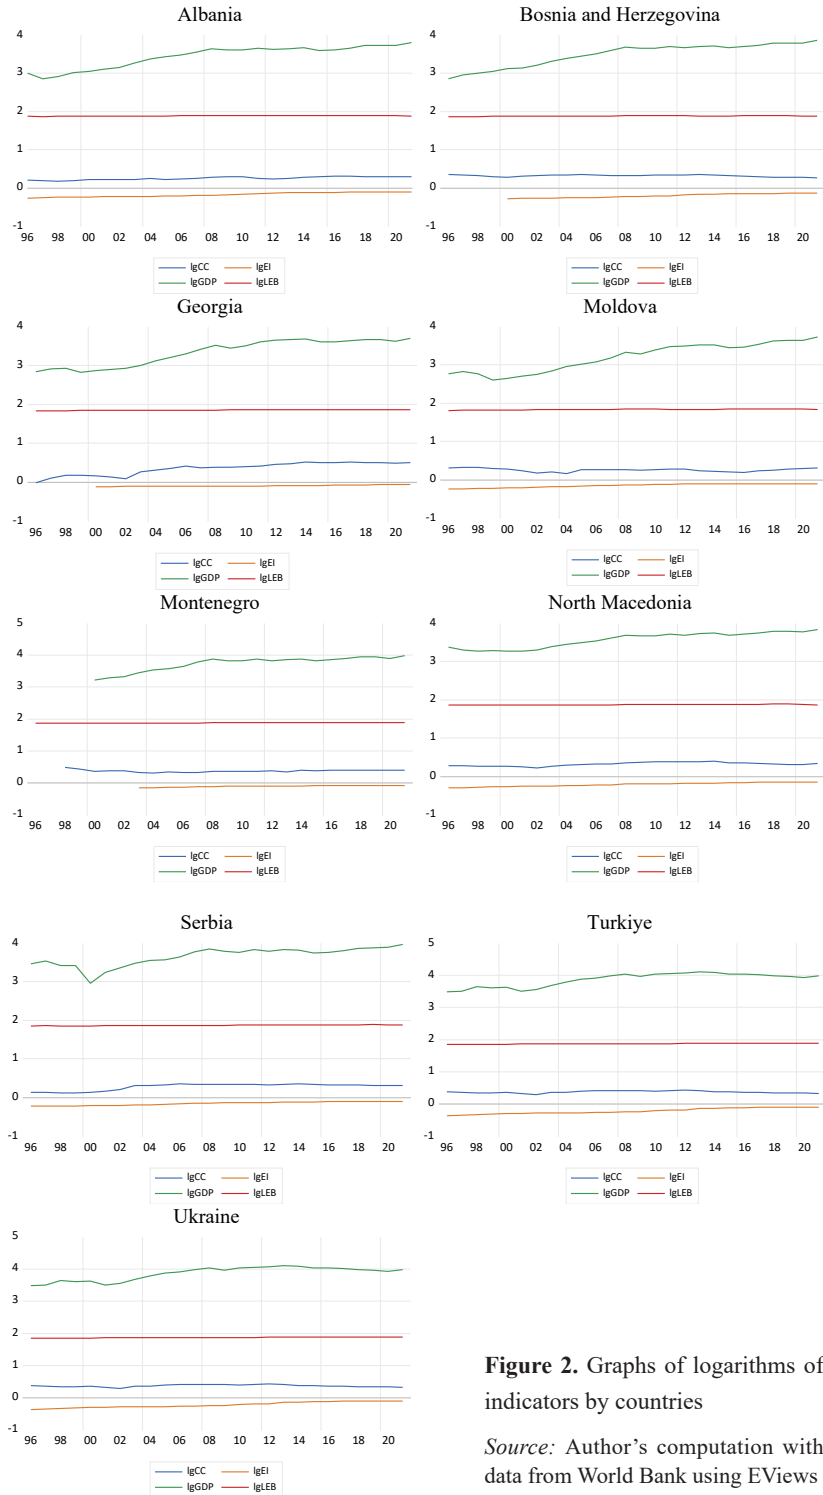 Albania
4
3
2
1
0
-1
96 98 00 02 04 06 08 10 12 14 16 18 20
lgCC lgEI
lgGDP lgLEB
Bosnia and Herzegovina
4
3
2
1
0
-1
96 98 00 02 04 06 08 10 12 14 16 18 20
lgCC lgEI
lgGDP lgLEB
Georgia
4
3
2
1
0
-1
96 98 00 02 04 06 08 10 12 14 16 18 20
lgCC lgEI
lgGDP lgLEB
Moldova
4
3
2
1
0
-1
96 98 00 02 04 06 08 10 12 14 16 18 20
lgCC lgEI
lgGDP lgLEB
Montenegro
5
4
3
2
1
0
-1
96 98 00 02 04 06 08 10 12 14 16 18 20
lgCC lgEI
lgGDP lgLEB
North Macedonia
4
3
2
1
0
-1
96 98 00 02 04 06 08 10 12 14 16 18 20
lgCC lgEI
lgGDP lgLEB
Serbia
4
3
2
1
0
-1
96 98 00 02 04 06 08 10 12 14 16 18 20
lgCC lgEI
lgGDP lgLEB
Turkiye
5
4
3
2
1
0
-1
96 98 00 02 04 06 08 10 12 14 16 18 20
lgCC lgEI
lgGDP lgLEB
Ukraine
5
4
3
2
1
0
-1
96 98 00 02 04 06 08 10 12 14 16 18 20
lgCC lgEI
lgGDP lgLEB
Figure 2. Graphs of logarithms of
indicators by countries
Source: Author's computation with
data from World Bank using EViews